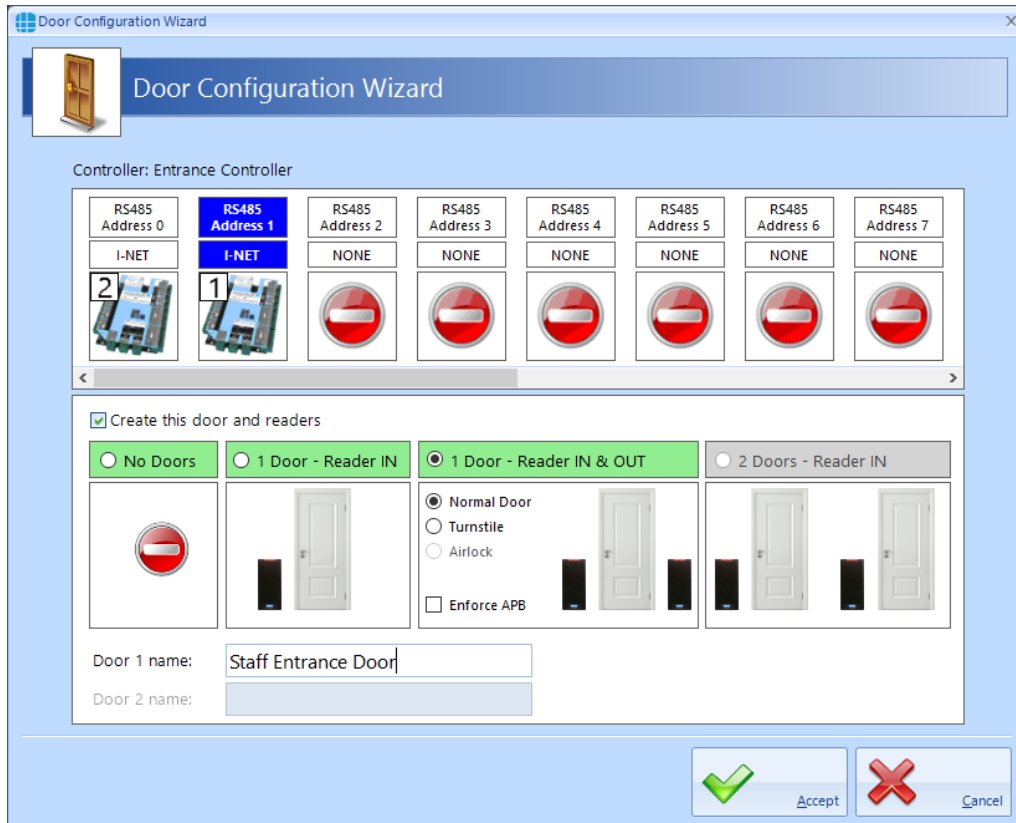 Door Configuration Wizard
Door Configuration Wizard
Controller: Entrance Controller
RS485 Address 0
RS485 Address 1
RS485 Address 2
RS485 Address 3
RS485 Address 4
RS485 Address 5
RS485 Address 6
RS485 Address 7
I-NET
I-NET
NONE
NONE
NONE
NONE
NONE
NONE
2
1
Create this door and readers
No Doors
1 Door - Reader IN
1 Door - Reader IN & OUT
2 Doors - Reader IN
Normal Door
Turnstile
Airlock
Enforce APB
Door 1 name:
Staff Entrance Door
Door 2 name:
Accept
Cancel